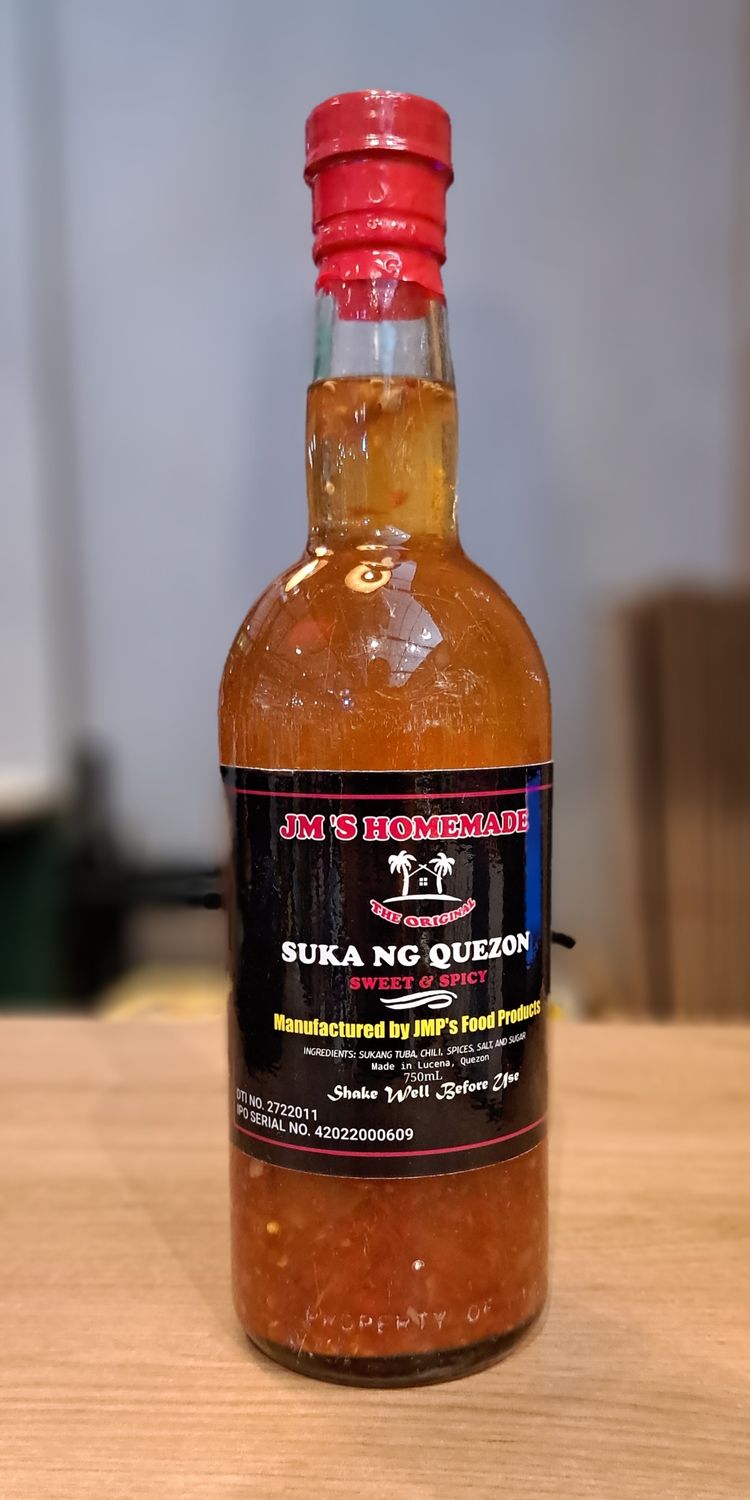 JM 'S HOMEMADE
THE ORIGINAL
SUKA NG QUEZON
SWEET & SPICY
Manufactured by JMP's Food Products
INGREDIENTS: SUKANG TUBA, CHILI, SPICES, SALT, AND SUGAR
Made in Lucena, Quezon
750mL
Shake Well Before Use
DTI NO. 2722011
IPO SERIAL NO. 42022000609
PROPERTY OF